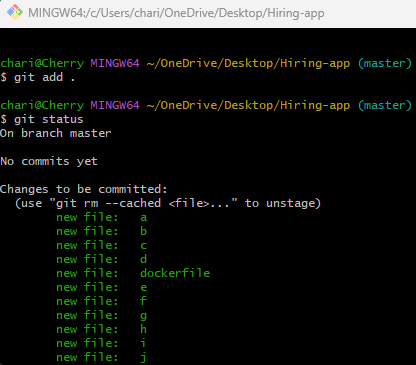 MINGW64:/c/Users/chari/OneDrive/Desktop/Hiring-app
chari@Cherry MINGW64 ~/OneDrive/Desktop/Hiring-app (master)
$ git add .
chari@Cherry MINGW64 ~/OneDrive/Desktop/Hiring-app (master)
$ git status
On branch master
No commits yet
Changes to be committed:
  (use "git rm --cached <file>..." to unstage)
        new file:   a
        new file:   b
        new file:   c
        new file:   d
        new file:   dockerfile
        new file:   e
        new file:   f
        new file:   g
        new file:   h
        new file:   i
        new file:   j